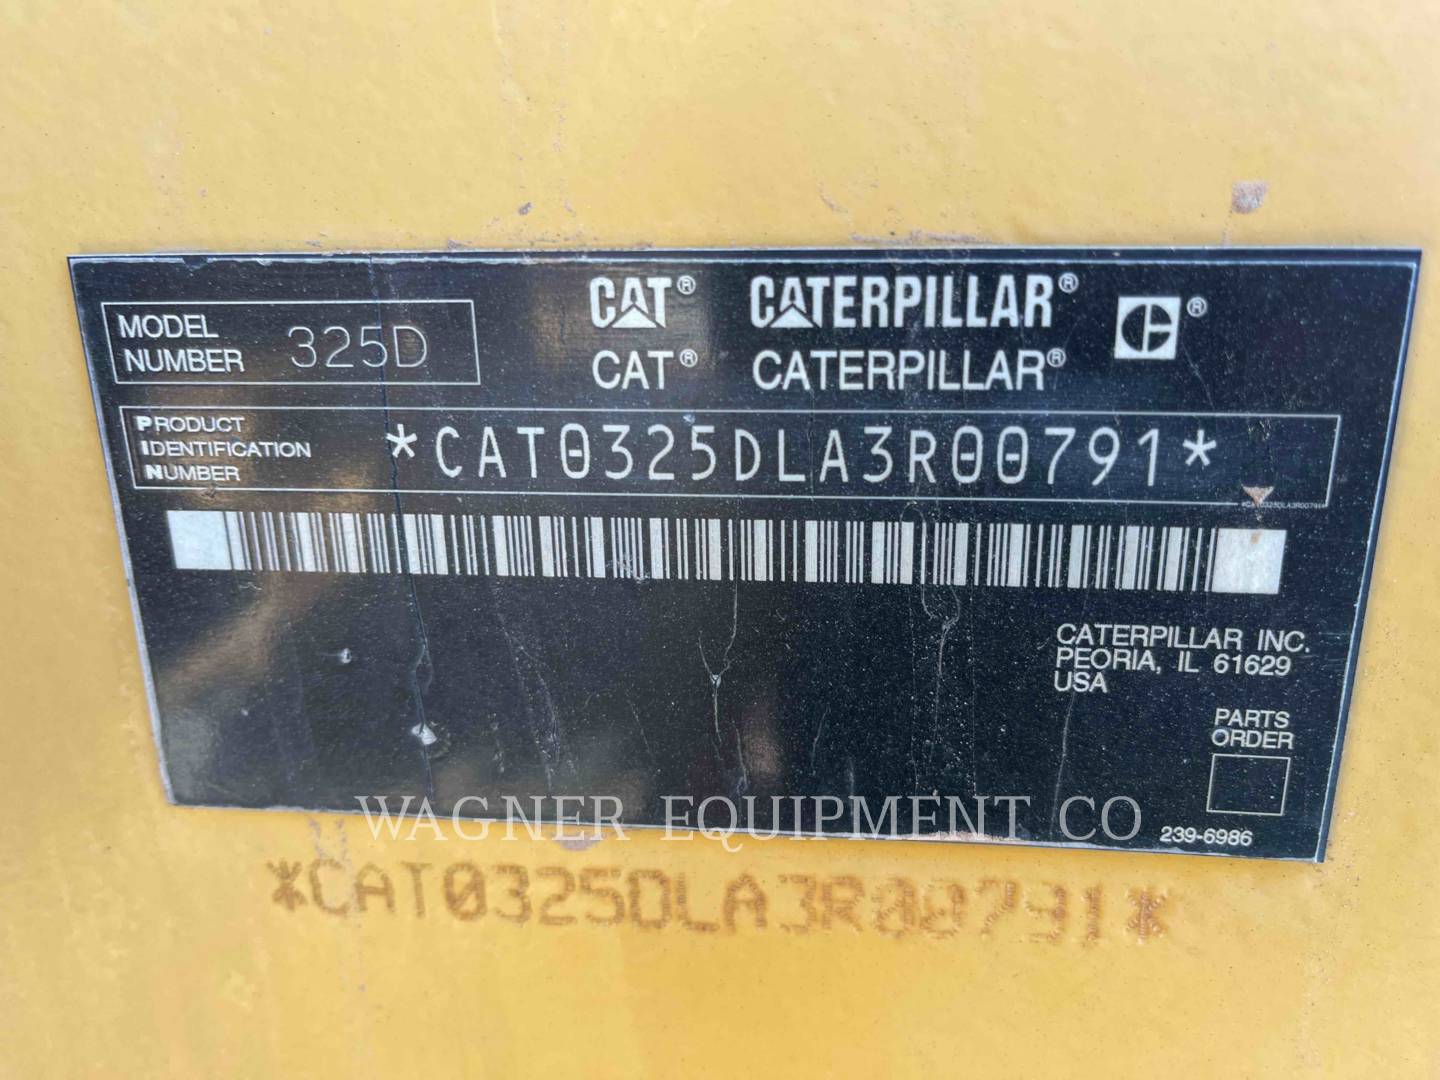 MODEL NUMBER 325D
CAT® CATERPILLAR® C®
CAT® CATERPILLAR®
PRODUCT
IDENTIFICATION
NUMBER
*CAT0325DLA3R00791*
*CAT0325DLA3R00791*
CATERPILLAR INC.
PEORIA, IL 61629
USA
PARTS
ORDER
239-6986
WAGNER EQUIPMENT CO
*CAT0325DLA3R00791*